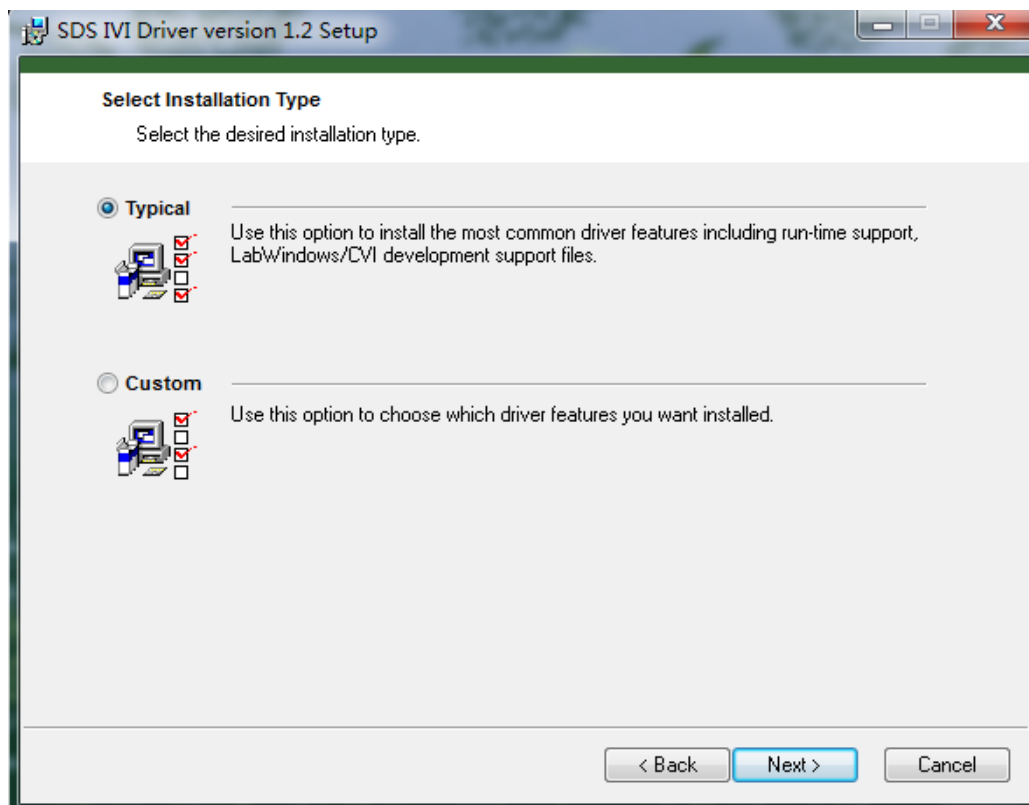 SDS IVI Driver version 1.2 Setup
Select Installation Type
Select the desired installation type.
Typical
Use this option to install the most common driver features including run-time support,
LabWindows/CVI development support files.
Custom
Use this option to choose which driver features you want installed.
< Back
Next >
Cancel